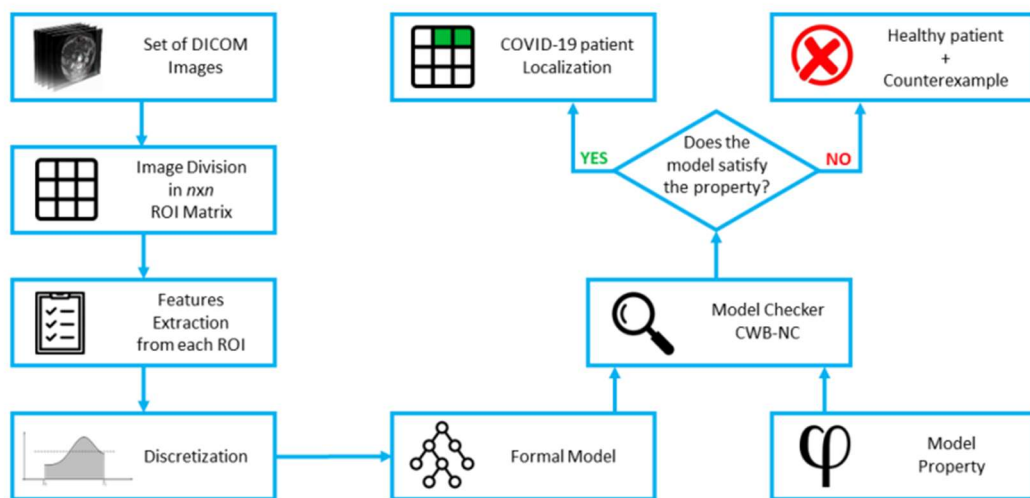 Set of DICOM
Images
Image Division
in nxn
ROI Matrix
Features
Extraction
from each ROI
Discretization
Formal Model
Model
Property
φ
Model Checker
CWB-NC
Does the
model satisfy
the property?
YES
NO
COVID-19 patient
Localization
Healthy patient
+
Counterexample